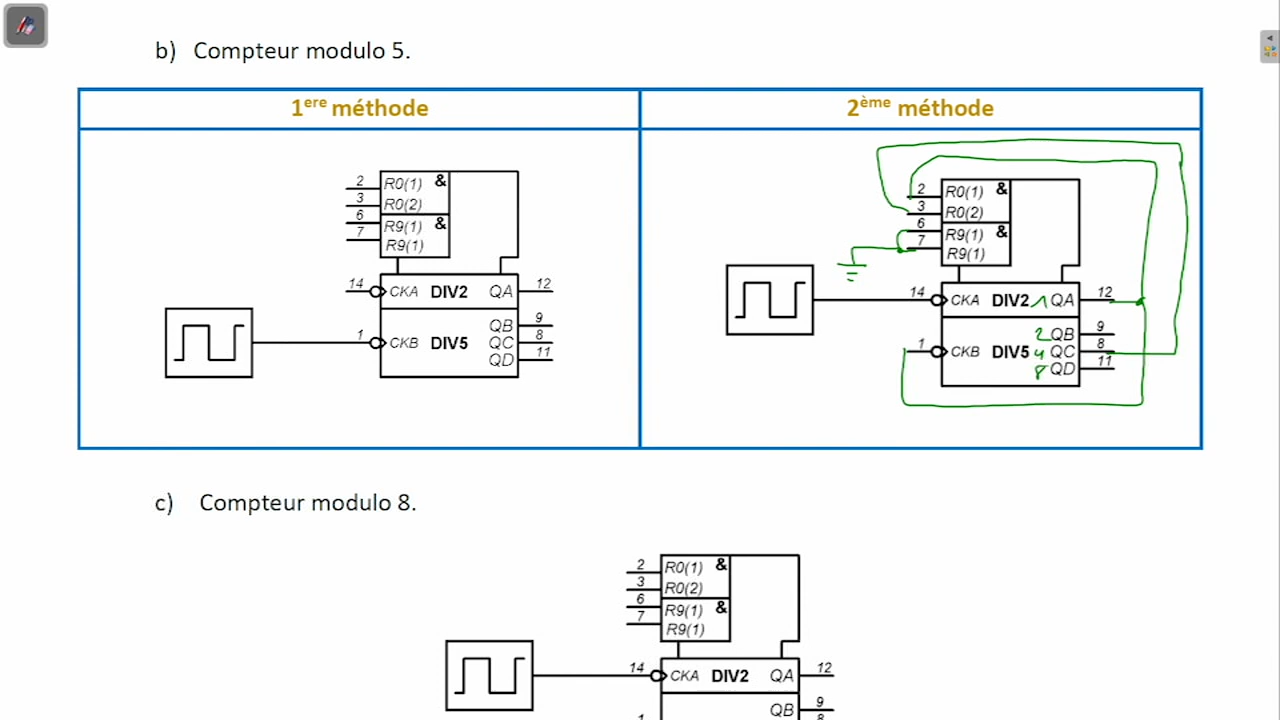 b) Compteur modulo 5.
1ere méthode
2ème méthode
2 R0(1) &
3 R0(2)
6 R9(1) &
7 R9(1)
14 CKA DIV2 QA 12
QB 9
1 CKB DIV5 QC 8
QD 11
2 R0(1) &
3 R0(2)
6 R9(1) &
7 R9(1)
14 CKA DIV2 1 QA 12
2 QB 9
1 CKB DIV5 4 QC 8
8 QD 11
c) Compteur modulo 8.
2 R0(1) &
3 R0(2)
6 R9(1) &
7 R9(1)
14 CKA DIV2 QA 12
QB 9
1 8